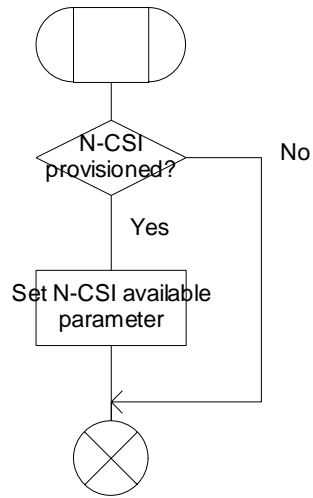 N-CSI
provisioned?
No
Yes
Set N-CSI available
parameter